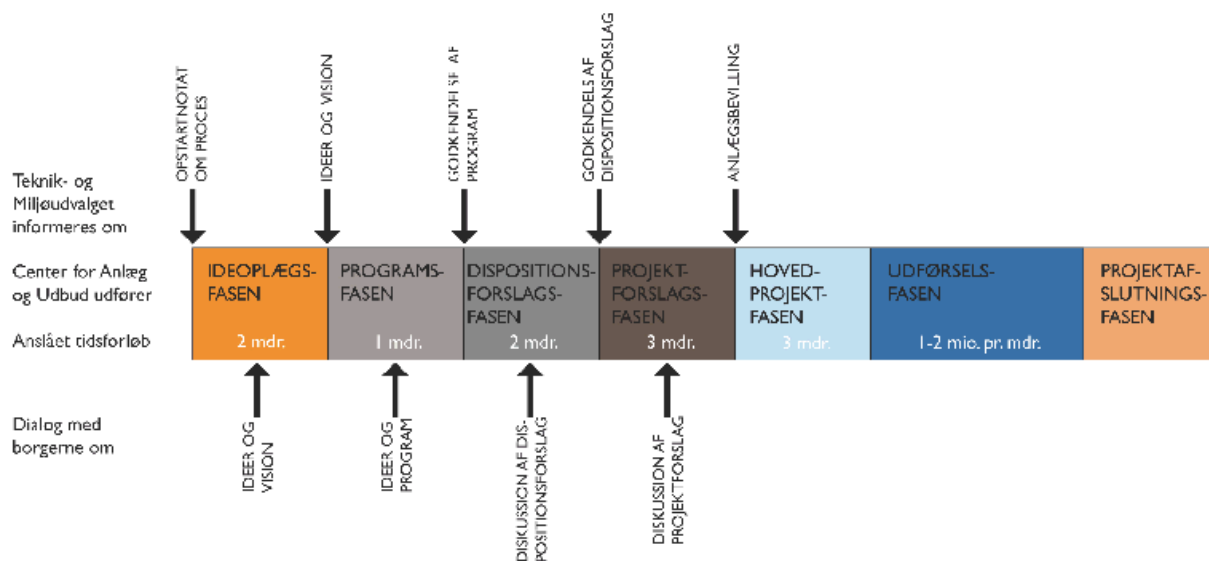 OPSTARTNOTAT
OM PROCES
IDEER OG VISION
GODKENDELSE AF
PROGRAM
GODKENDELS AF
DISPOSITIONSFORSLAG
ANLÆGSBEVILLING
Teknik- og
Miljøudvalget
informeres om
Center for Anlæg
og Udbud udfører
IDEOPLÆGS-
FASEN
PROGRAMS-
FASEN
DISPOSITIONS-
FORSLAGS-
FASEN
PROJEKT-
FORSLAGS-
FASEN
HOVED-
PROJEKT-
FASEN
UDFØRSELS-
FASEN
PROJEKTAF-
SLUTNINGS-
FASEN
Anslået tidsforløb
2 mdr.
1 mdr.
2 mdr.
3 mdr.
3 mdr.
1-2 mio. pr. mdr.
Dialog med
borgerne om
IDEER OG
VISION
IDEER OG
PROGRAM
DISKUSSION AF DIS-
POSITIONSFORSLAG
DISKUSSION AF
PROJEKTFORSLAG